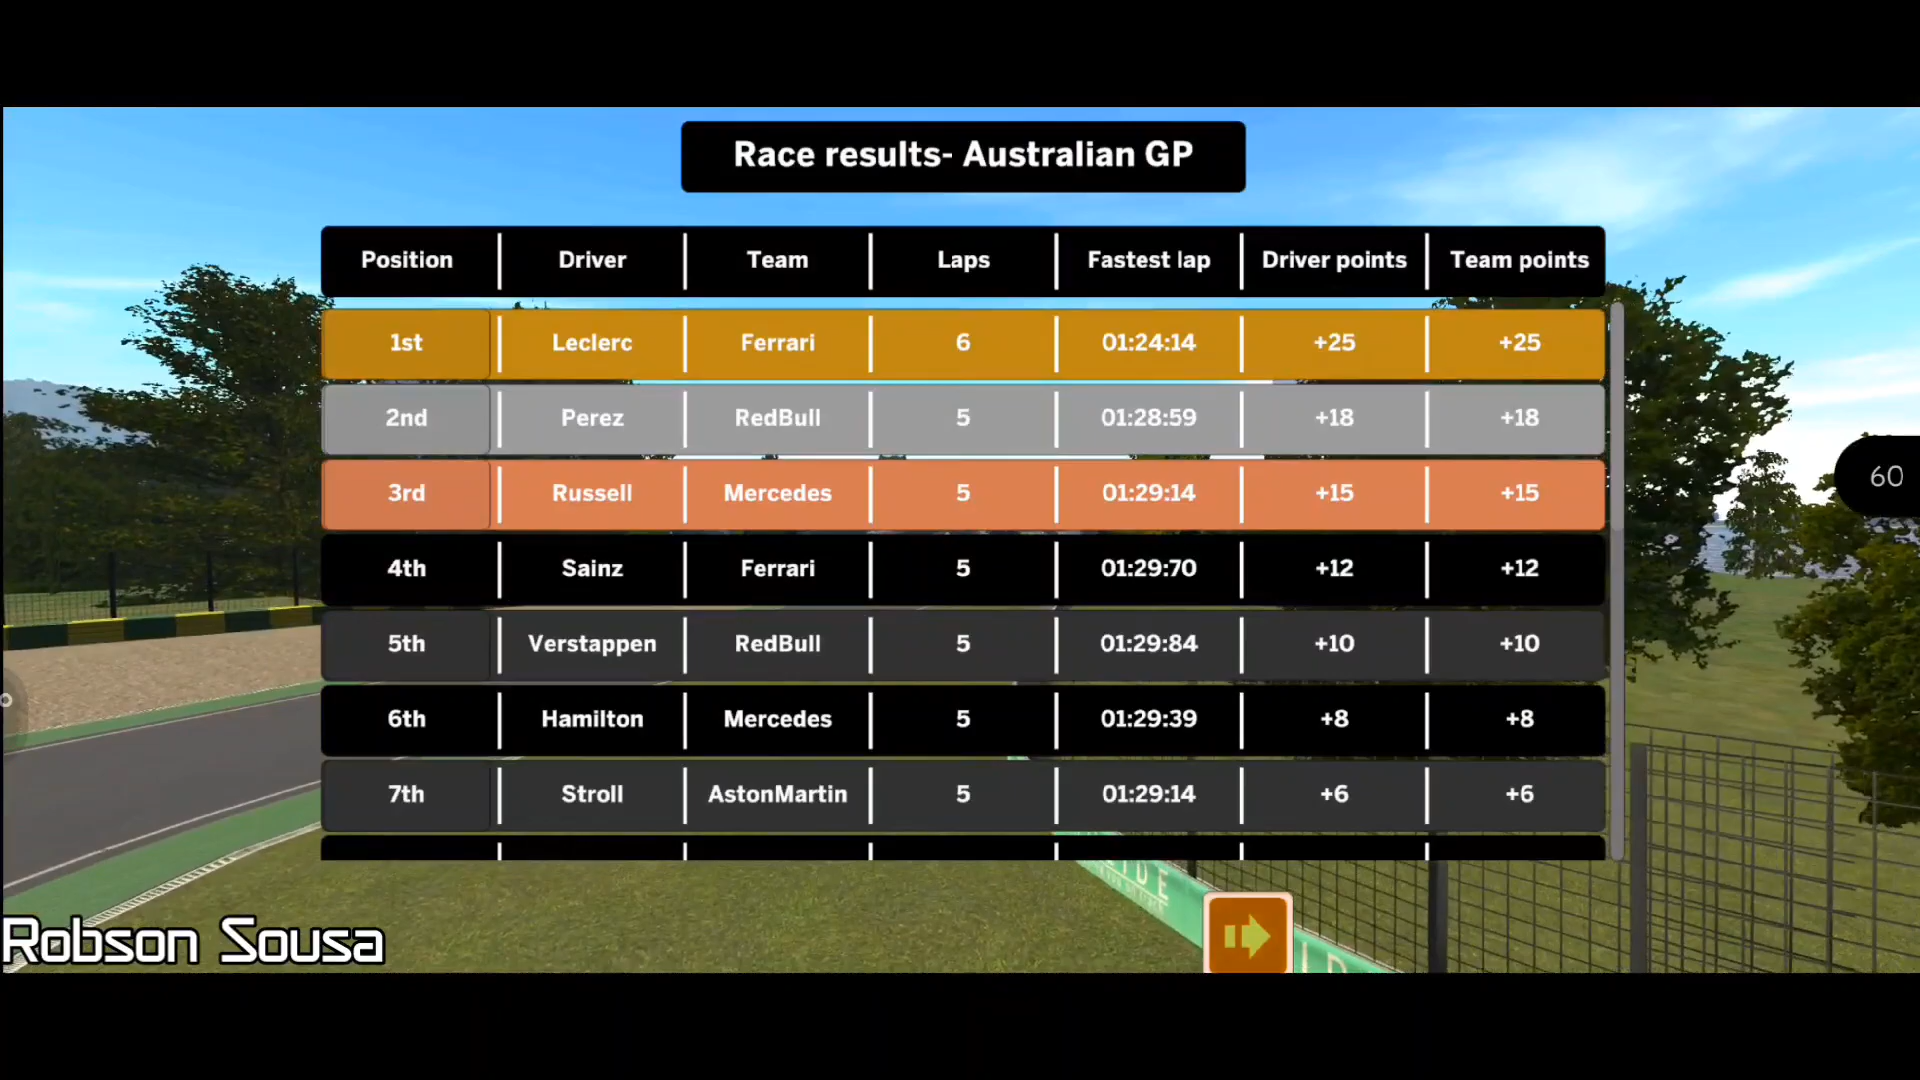 Race results- Australian GP
Position Driver Team Laps Fastest lap Driver points Team points
1st Leclerc Ferrari 6 01:24:14 +25 +25
2nd Perez RedBull 5 01:28:59 +18 +18
3rd Russell Mercedes 5 01:29:14 +15 +15
4th Sainz Ferrari 5 01:29:70 +12 +12
5th Verstappen RedBull 5 01:29:84 +10 +10
6th Hamilton Mercedes 5 01:29:39 +8 +8
7th Stroll AstonMartin 5 01:29:14 +6 +6
60
Robson Sousa